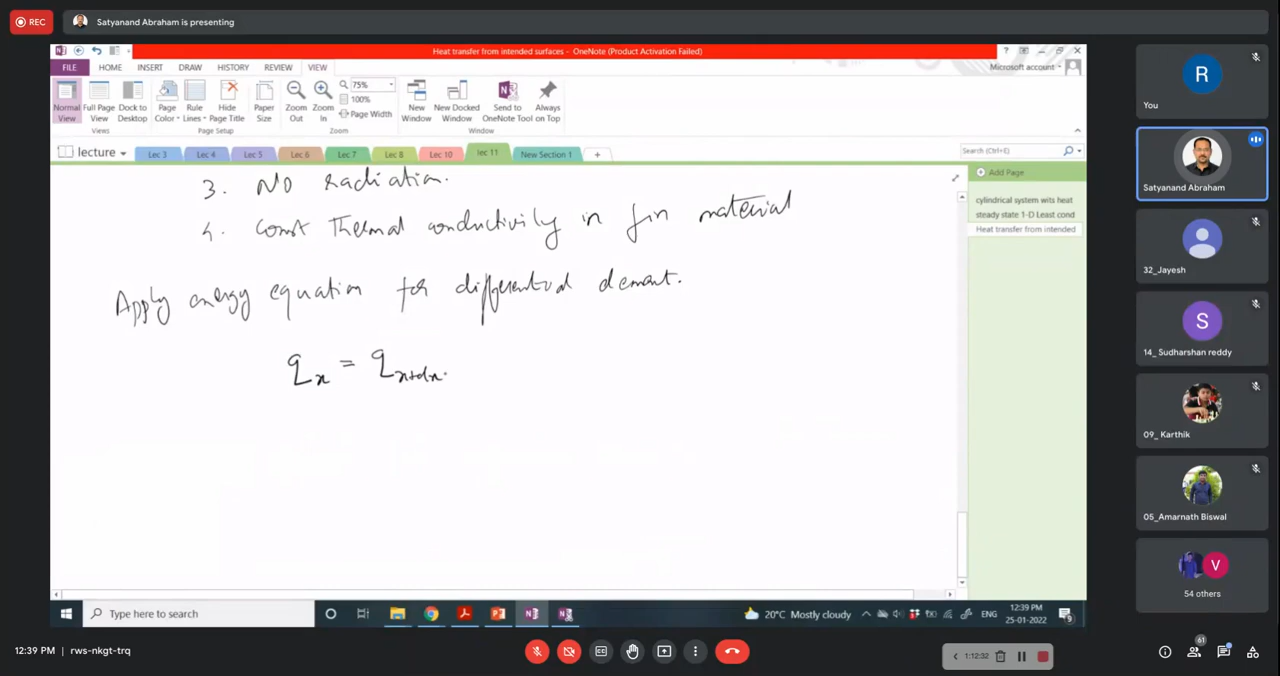 REC
Satyanand Abraham is presenting
Heat transfer from intended surfaces - OneNote (Product Activation Failed)
FILE HOME INSERT DRAW HISTORY REVIEW VIEW
Microsoft account
Normal View
Full Page View
Dock to Desktop
Page Color
Rule Lines
Hide Page Title
Paper Size
Zoom Out
Zoom In
75%
100%
Page Width
New Window
New Docked Window
Send to OneNote Tool
Always on Top
Views Page Setup Zoom Window
lecture Lec 3 Lec 4 Lec 5 Lec 6 Lec 7 Lec 8 Lec 10 lec 11 New Section 1 +
Search (Ctrl+E)
Add Page
cylindrical system wits heat
steady state 1-D Least cond
Heat transfer from intended
3. No Radiation.
4. Const Thermal conductivity in fin material
Apply energy equation for differential element.
qx = qx+dx.
Type here to search
20°C Mostly cloudy
ENG
12:39 PM
25-01-2022
9
R
You
Satyanand Abraham
32_Jayesh
S
14_ Sudharshan reddy
09_ Karthik
05_Amarnath Biswal
V
54 others
12:39 PM | rws-nkgt-trq
1:12:32
61